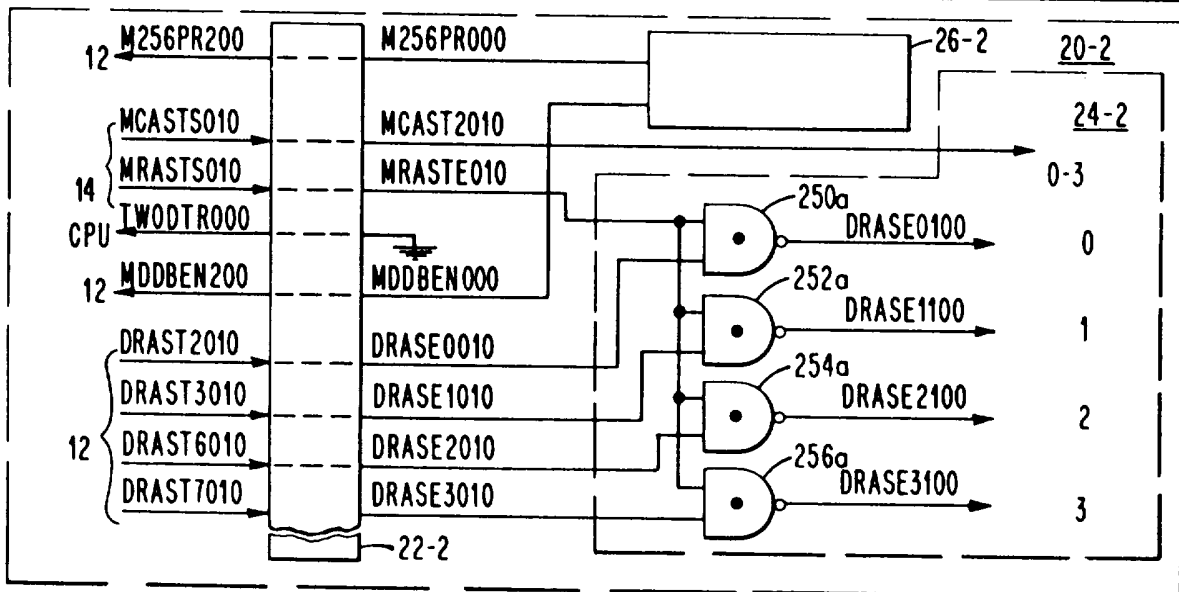 M256PR200
12
M256PR000
26-2
20-2
MCASTS010
MCAST2010
24-2
MRASTS010
14
MRASTE010
0-3
TWODTR000
CPU
250a
DRASE0100
0
MDDBEN200
12
MDDBEN000
252a
DRASE1100
1
DRAST2010
DRASE0010
254a
DRASE2100
2
DRAST3010
DRASE1010
12
DRAST6010
DRASE2010
256a
DRASE3100
3
DRAST7010
DRASE3010
22-2